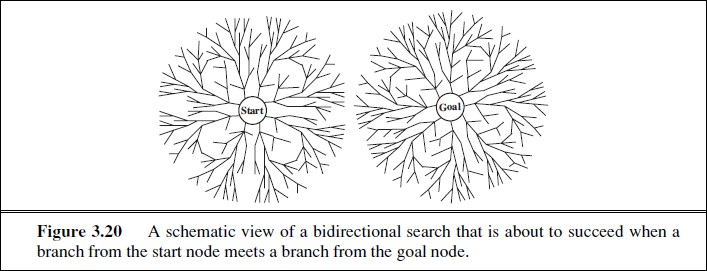 Start
Goal
Figure 3.20 A schematic view of a bidirectional search that is about to succeed when a
branch from the start node meets a branch from the goal node.